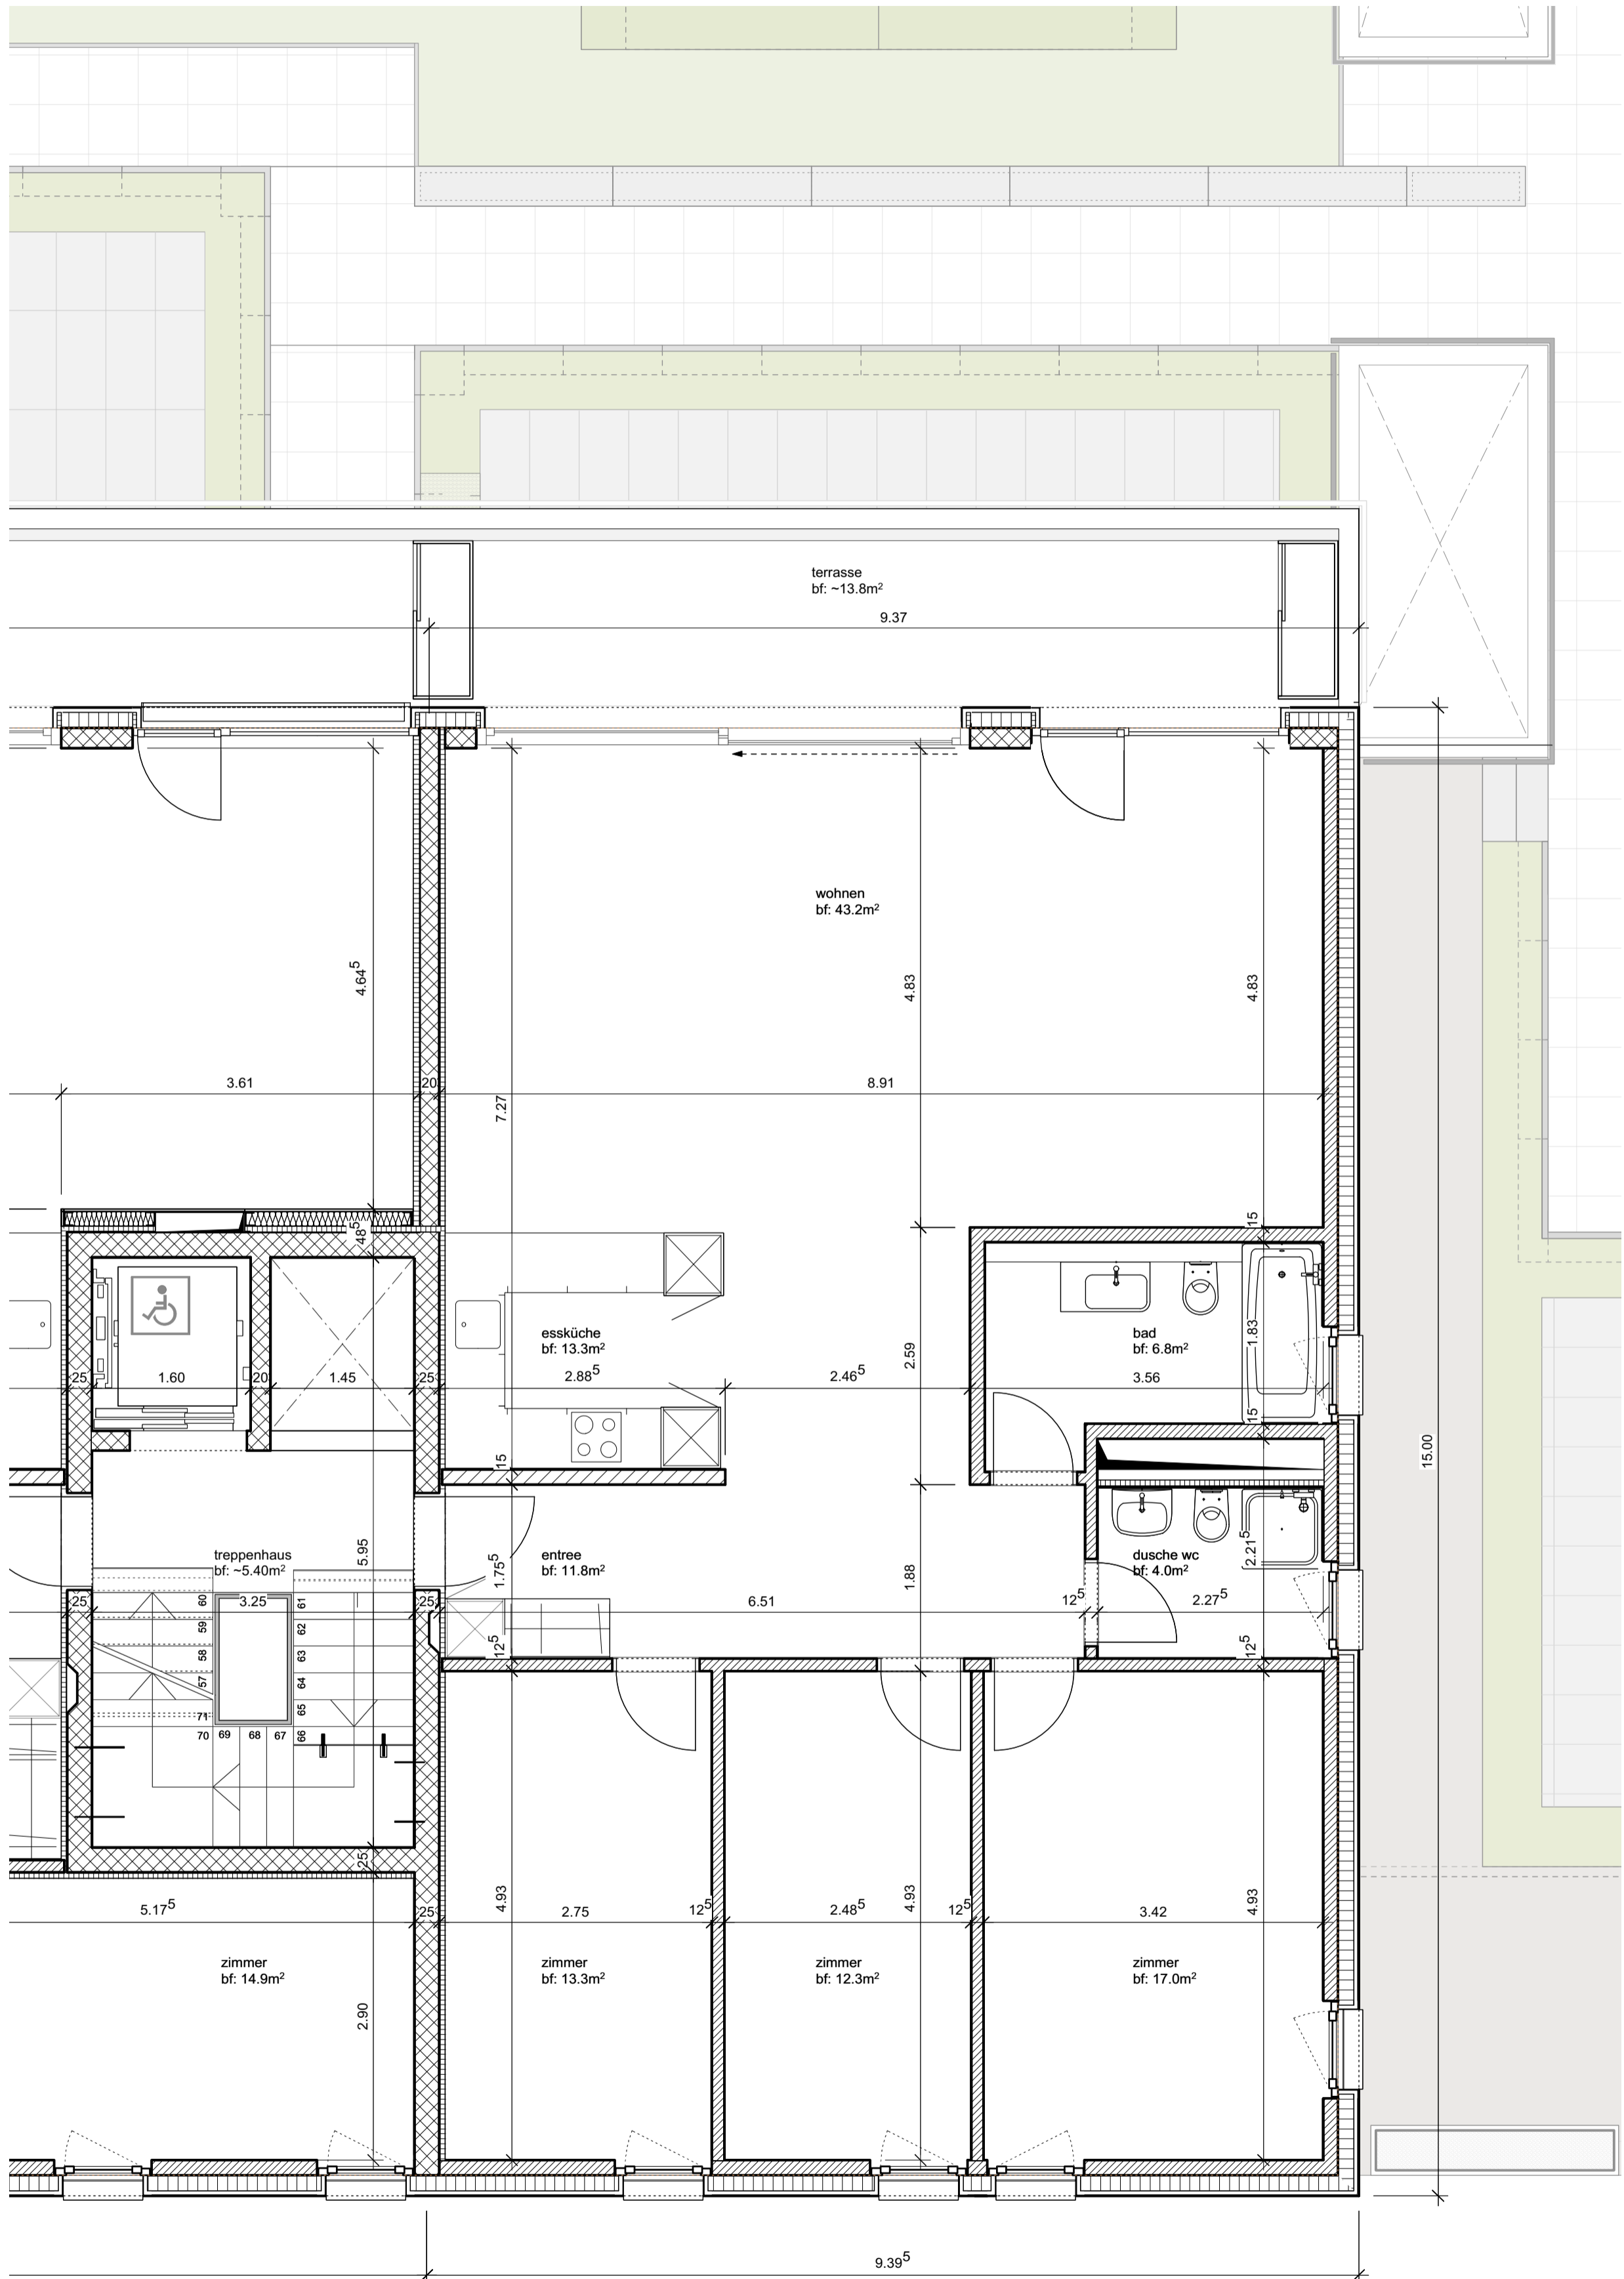 terrasse
bf: ~13.8m²
9.37
wohnen
bf: 43.2m²
4.64⁵
4.83
4.83
3.61
20
8.91
7.27
15
48⁵
essküche
bf: 13.3m²
bad
bf: 6.8m²
1.83
2.59
25
1.60
20
1.45
25
2.88⁵
2.46⁵
3.56
15
15
15.00
treppenhaus
bf: ~5.40m²
5.95
entree
bf: 11.8m²
1.75⁵
1.88
dusche wc
bf: 4.0m²
2.21⁵
25
3.25
25
6.51
12⁵
2.27⁵
60
59
58
57
71
70
69
68
67
61
62
63
64
65
66
12⁵
12⁵
25
4.93
4.93
4.93
5.17⁵
25
2.75
12⁵
2.48⁵
12⁵
3.42
zimmer
bf: 14.9m²
zimmer
bf: 13.3m²
zimmer
bf: 12.3m²
zimmer
bf: 17.0m²
2.90
9.39⁵